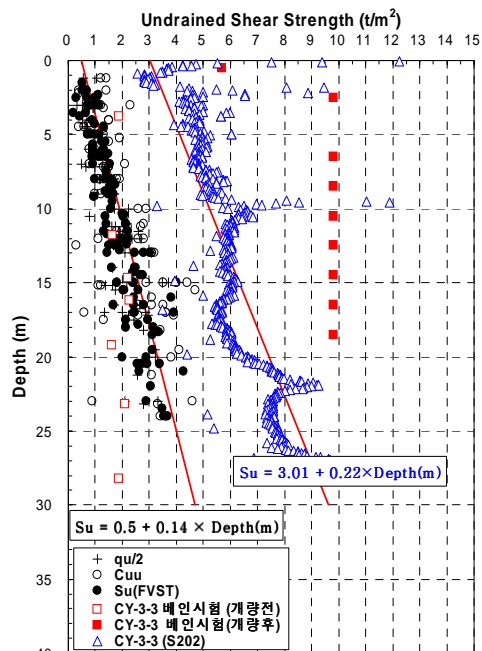 Undrained Shear Strength (t/m²)
0 1 2 3 4 5 6 7 8 9 10 11 12 13 14 15
Depth (m)
0
5
10
15
20
25
30
35
40
Su = 3.01 + 0.22×Depth(m)
Su = 0.5 + 0.14 × Depth(m)
qu/2
Cuu
Su(FVST)
CY-3-3 베인시험 (개량전)
CY-3-3 베인시험(개량후)
CY-3-3 (S202)